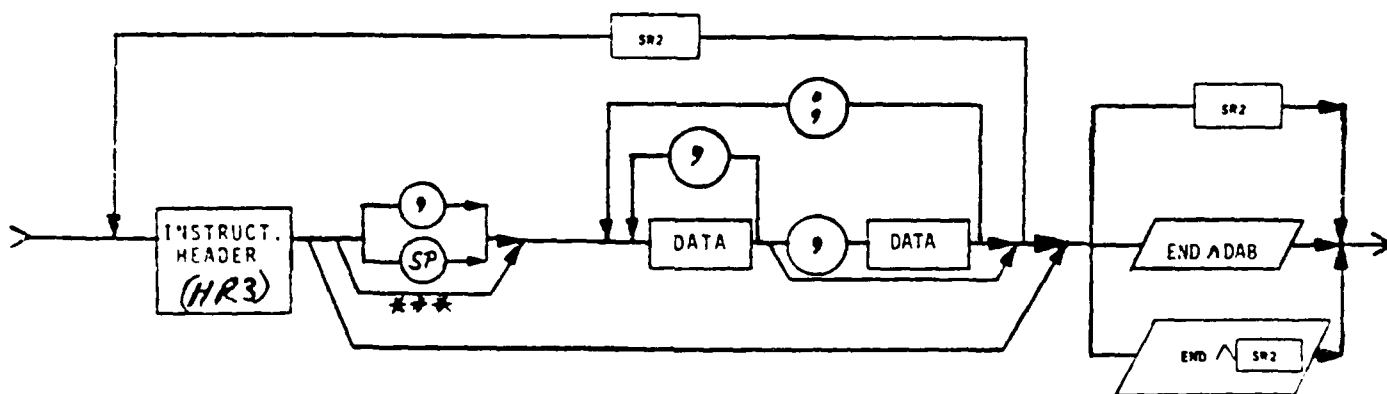 SR2
;
SR2
,
,
INSTRUCT.
HEADER
(HR3)
SP
DATA
,
DATA
END ∧ DAB
***
END ∧ SR2